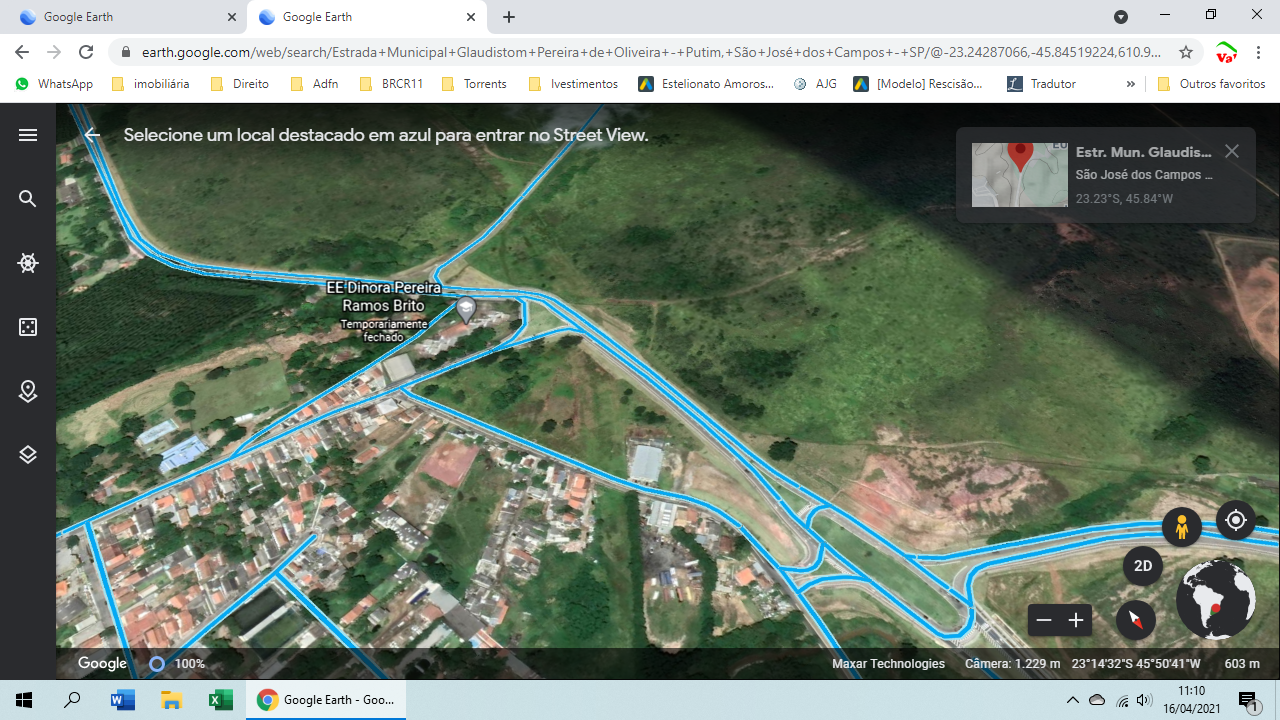 Google Earth
Google Earth
earth.google.com/web/search/Estrada+Municipal+Glaudistom+Pereira+de+Oliveira+-+Putim,+São+José+dos+Campos+-+SP/@-23.24287066,-45.84519224,610.9...
WhatsApp
imobiliária
Direito
Adfn
BRCR11
Torrents
Ivestimentos
Estelionato Amoros...
AJG
[Modelo] Rescisão...
Tradutor
»
Outros favoritos
Selecione um local destacado em azul para entrar no Street View.
Estr. Mun. Glaudis...
São José dos Campos ...
23.23°S, 45.84°W
EE Dinora Pereira
Ramos Brito
Temporariamente
fechado
2D
Google
100%
Maxar Technologies
Câmera: 1.229 m
23°14'32"S 45°50'41"W
603 m
Google Earth - Goo...
11:10
16/04/2021
1